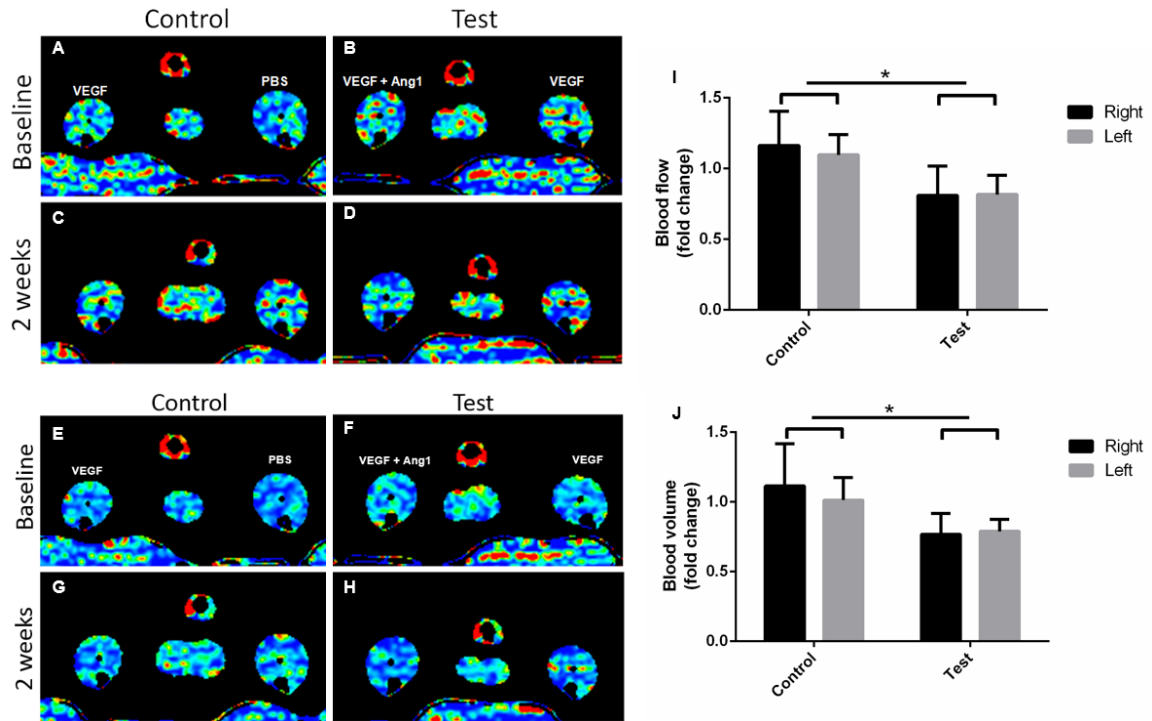 Control Test
Baseline
A
VEGF
PBS
B
VEGF + Ang1
VEGF
2 weeks
C
D
Control Test
Baseline
E
VEGF
PBS
F
VEGF + Ang1
VEGF
2 weeks
G
H
I
*
Blood flow
(fold change)
1.5
1.0
0.5
0.0
Control
Test
Right
Left
J
*
Blood volume
(fold change)
1.5
1.0
0.5
0.0
Control
Test
Right
Left